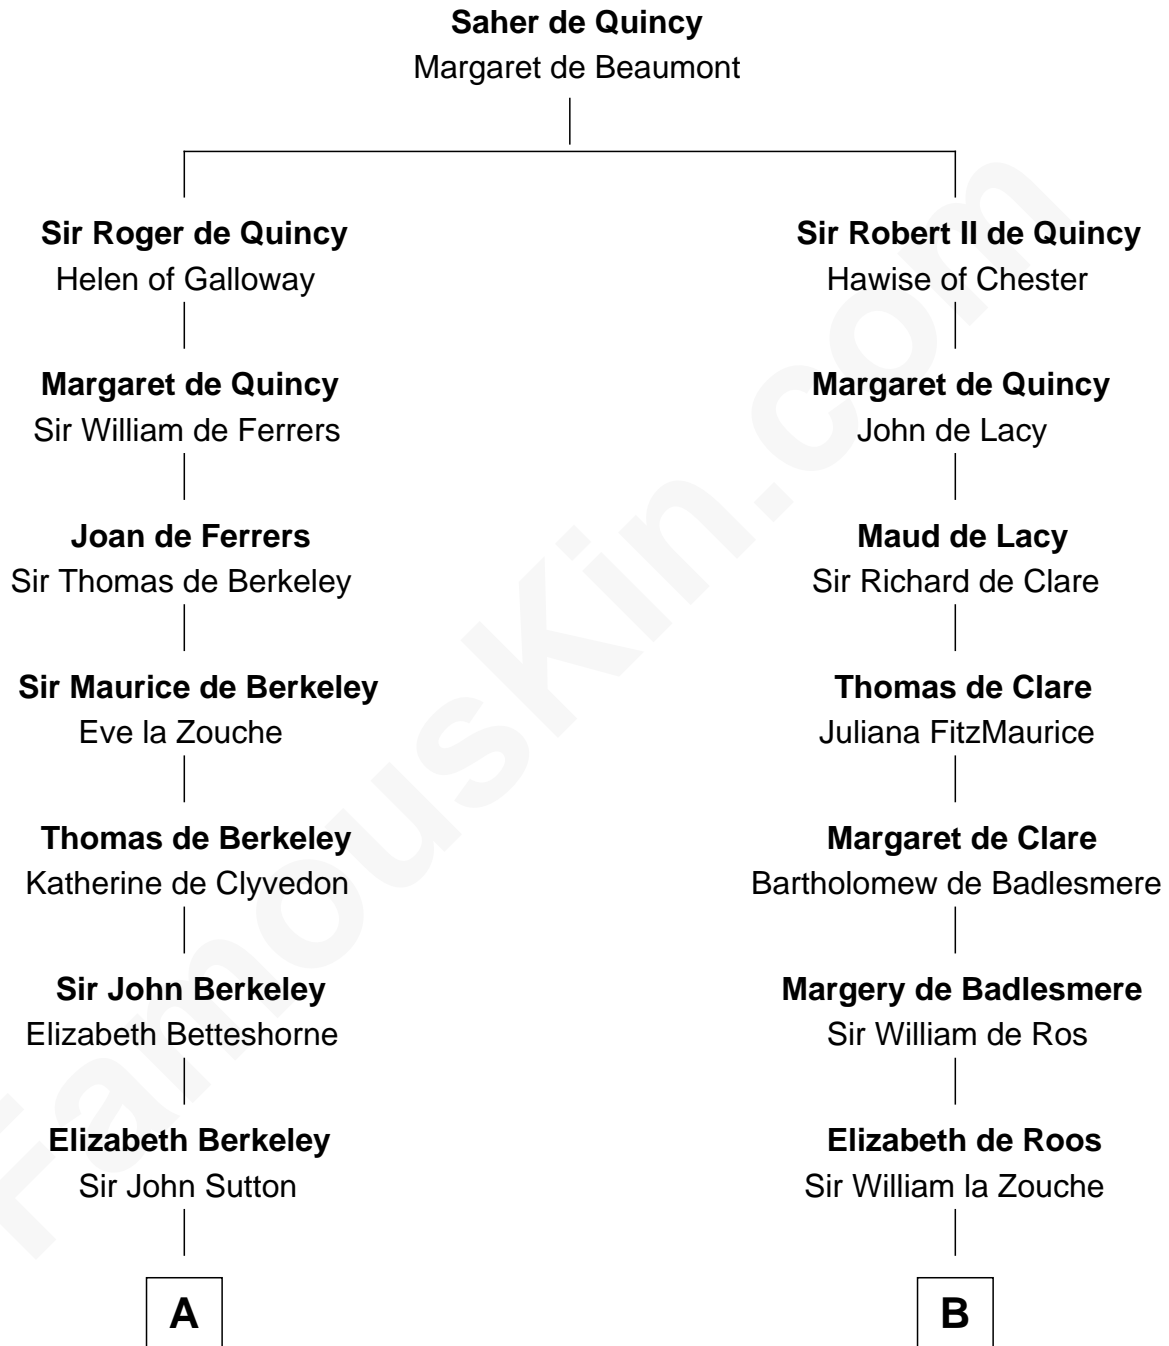 Saher de Quincy
Margaret de Beaumont
Sir Roger de Quincy
Helen of Galloway
Margaret de Quincy
Sir William de Ferrers
Joan de Ferrers
Sir Thomas de Berkeley
Sir Maurice de Berkeley
Eve la Zouche
Thomas de Berkeley
Katherine de Clyvedon
Sir John Berkeley
Elizabeth Betteshorne
Elizabeth Berkeley
Sir John Sutton
A
Sir Robert II de Quincy
Hawise of Chester
Margaret de Quincy
John de Lacy
Maud de Lacy
Sir Richard de Clare
Thomas de Clare
Juliana FitzMaurice
Margaret de Clare
Bartholomew de Badlesmere
Margery de Badlesmere
Sir William de Ros
Elizabeth de Roos
Sir William la Zouche
B
FamousKin.com